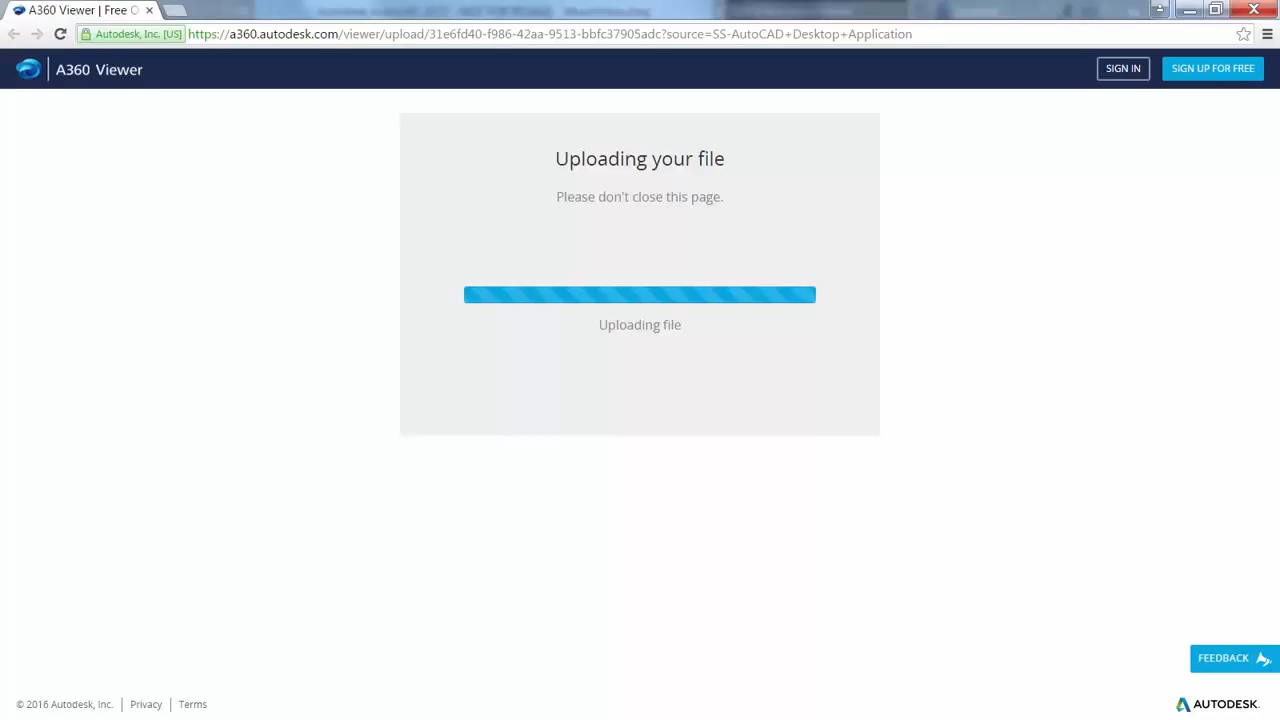 A360 Viewer | Free O
Autodesk, Inc. [US] https://a360.autodesk.com/viewer/upload/31e6fd40-f986-42aa-9513-bbfc37905adc?source=SS-AutoCAD+Desktop+Application
A360 Viewer
SIGN IN
SIGN UP FOR FREE
Uploading your file
Please don't close this page.
Uploading file
FEEDBACK
© 2016 Autodesk, Inc. Privacy Terms
AUTODESK.